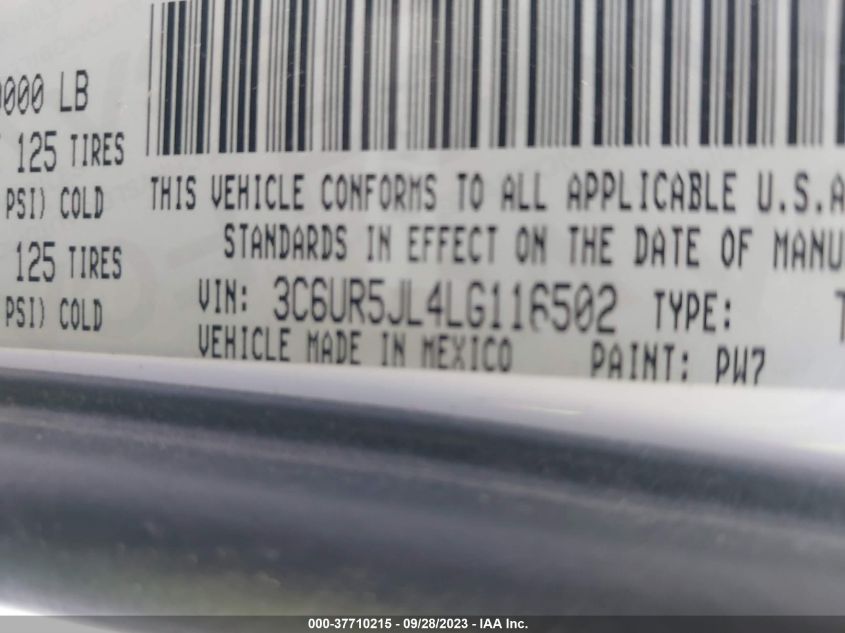 0000 LB
125 TIRES
PSI) COLD
125 TIRES
PSI) COLD
THIS VEHICLE CONFORMS TO ALL APPLICABLE U.S.A
STANDARDS IN EFFECT ON THE DATE OF MANU
VIN: 3C6UR5JL4LG116502 TYPE: T
VEHICLE MADE IN MEXICO PAINT: PW7
000-37710215 - 09/28/2023 - IAA Inc.